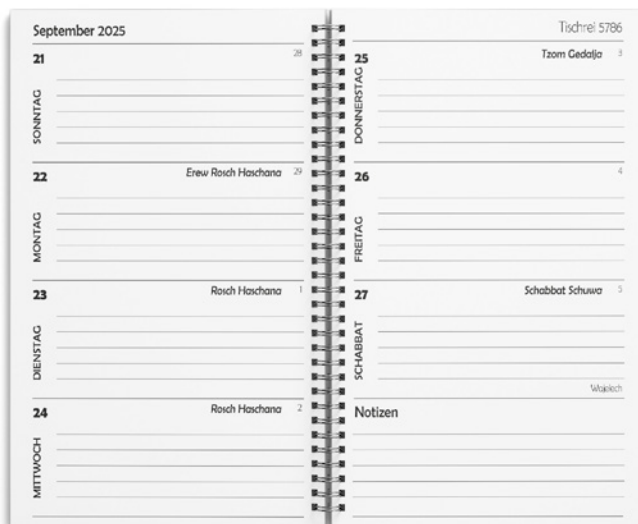 September 2025
21
28
SONNTAG
22
Erew Rosch Haschana 29
MONTAG
23
Rosch Haschana 1
DIENSTAG
24
Rosch Haschana 2
MITTWOCH
Tischrei 5786
25
Tzom Gedalja 3
DONNERSTAG
26
4
FREITAG
27
Schabbat Schuwa 5
SCHABBAT
Wajelech
Notizen